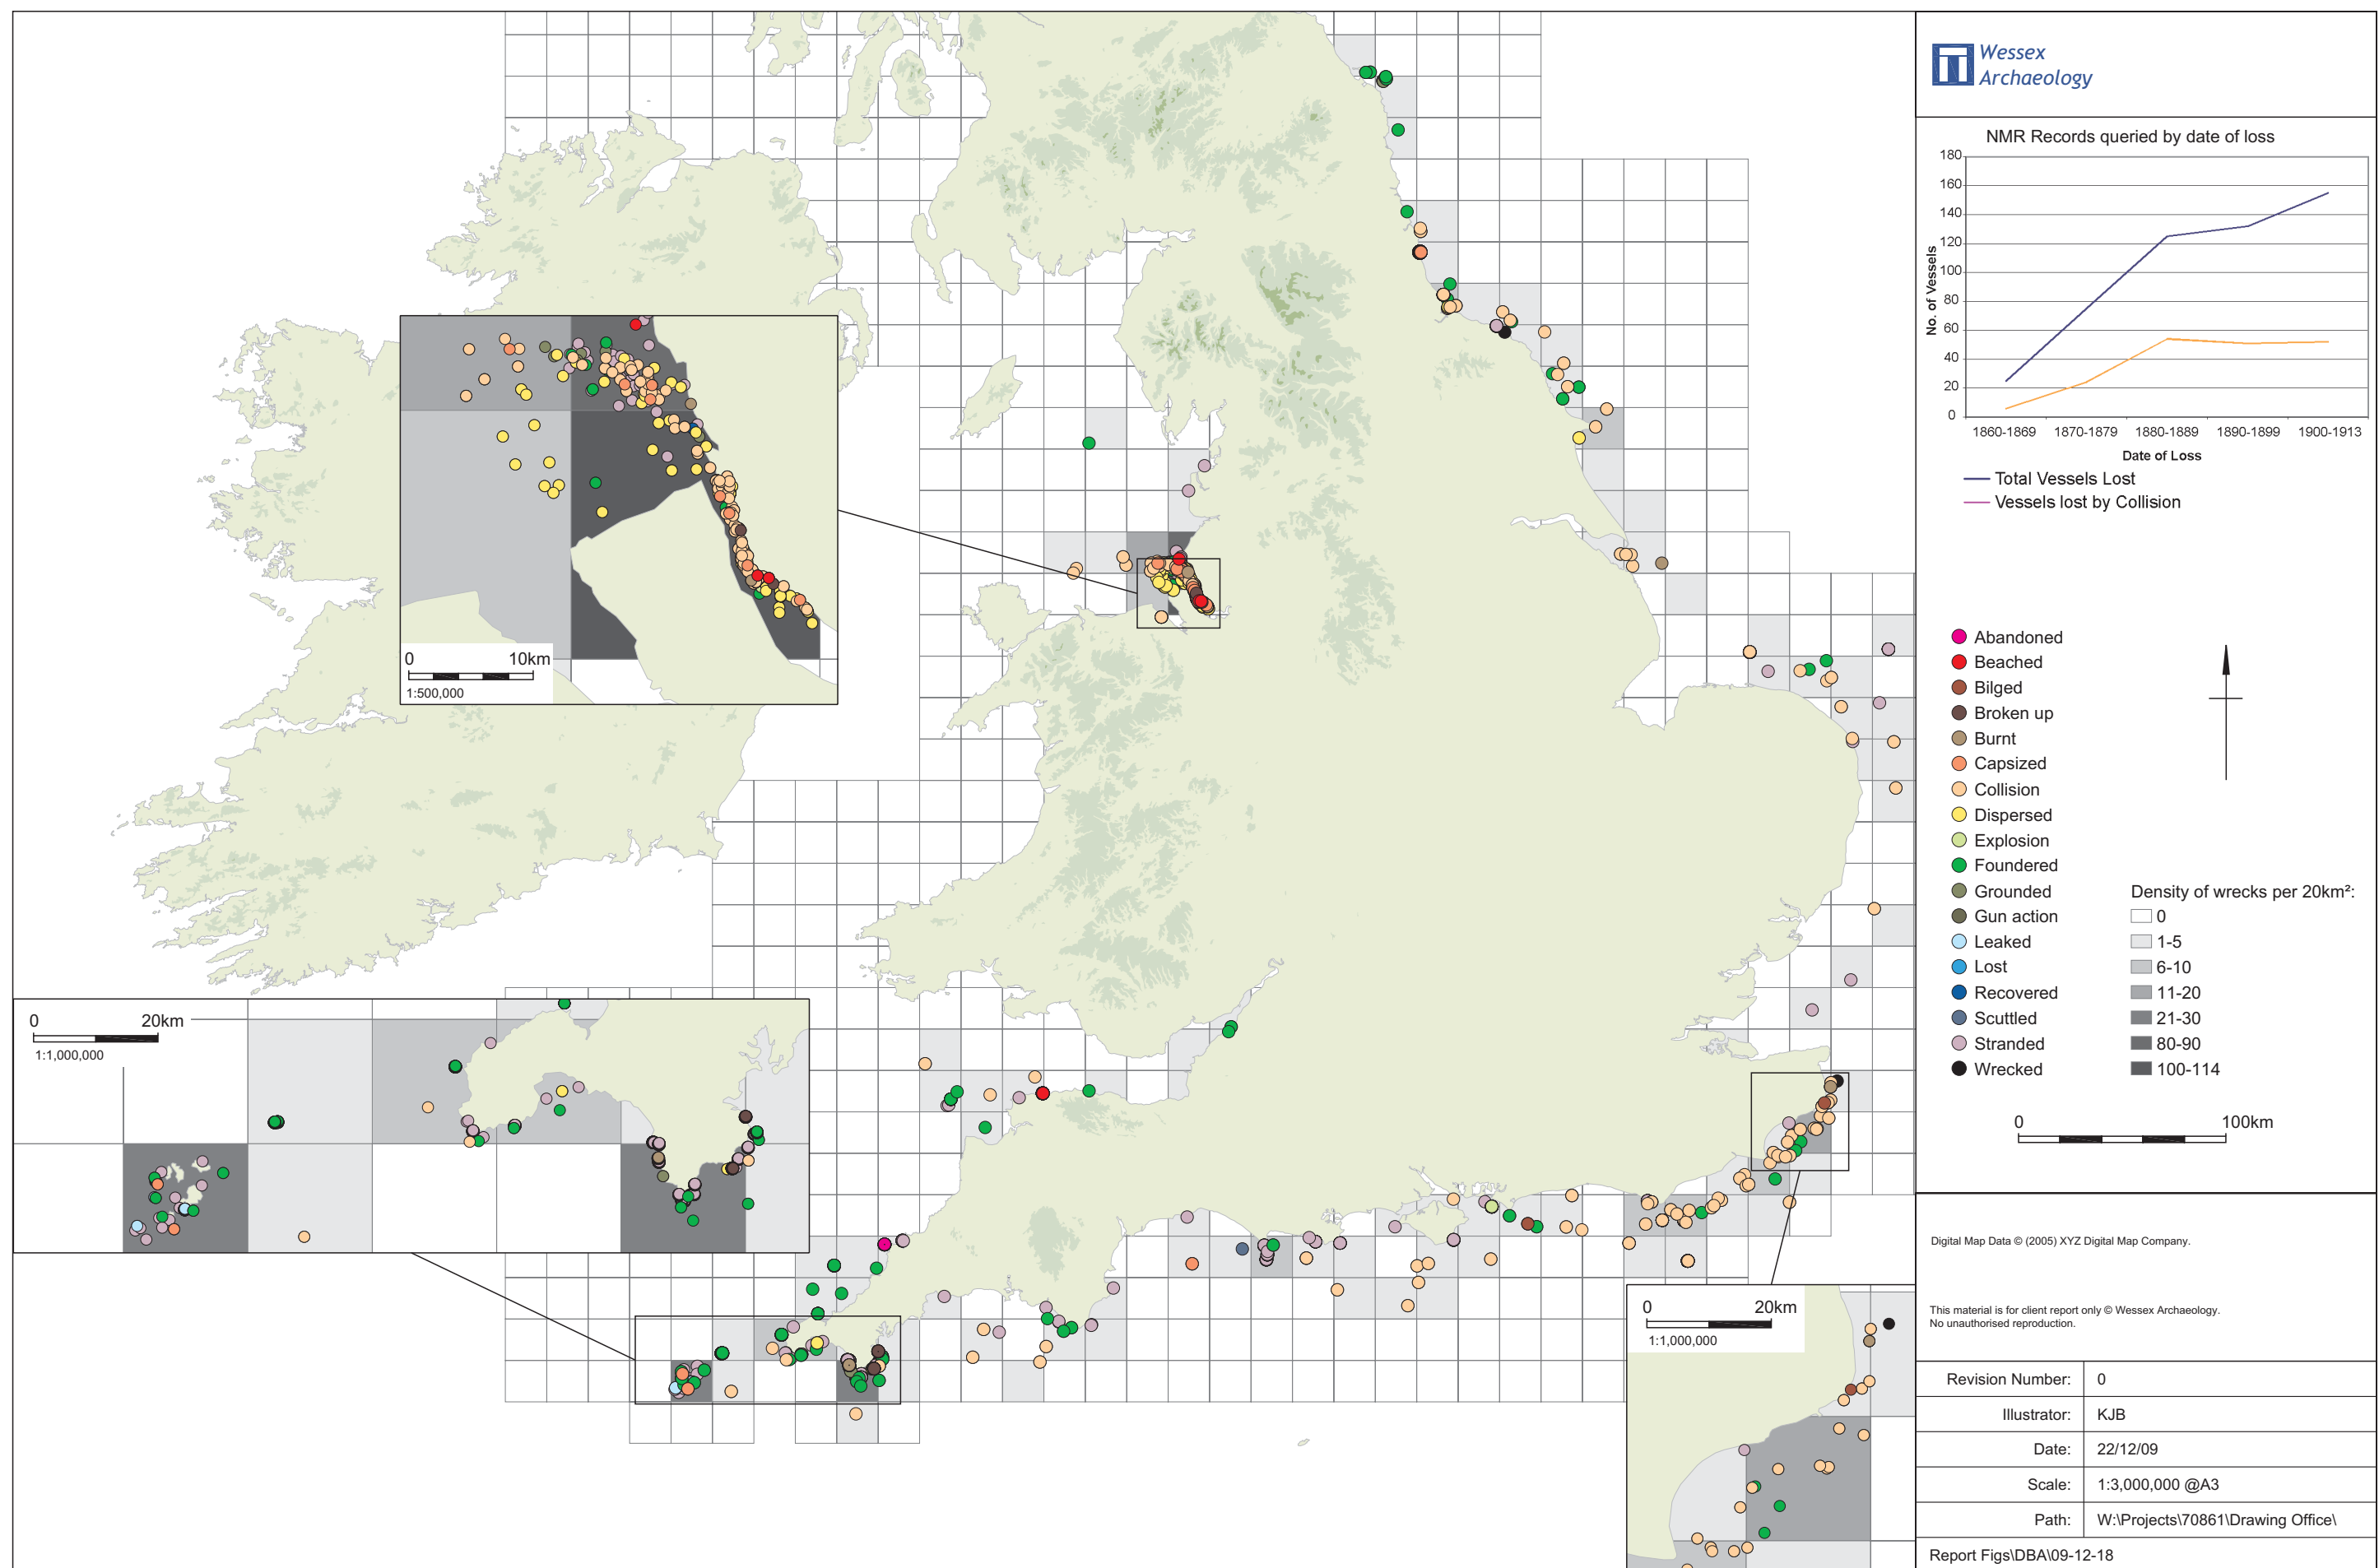 Wessex
Archaeology
NMR Records queried by date of loss
No. of Vessels
180
160
140
120
100
80
60
40
20
0
1860-1869 1870-1879 1880-1889 1890-1899 1900-1913
Date of Loss
Total Vessels Lost
Vessels lost by Collision
Abandoned
Beached
Bilged
Broken up
Burnt
Capsized
Collision
Dispersed
Explosion
Foundered
Grounded
Gun action
Leaked
Lost
Recovered
Scuttled
Stranded
Wrecked
Density of wrecks per 20km²:
0
1-5
6-10
11-20
21-30
80-90
100-114
0 100km
0 10km
1:500,000
0 20km
1:1,000,000
0 20km
1:1,000,000
Digital Map Data © (2005) XYZ Digital Map Company.
This material is for client report only © Wessex Archaeology.
No unauthorised reproduction.
Revision Number: 0
Illustrator: KJB
Date: 22/12/09
Scale: 1:3,000,000 @A3
Path: W:\Projects\70861\Drawing Office\
Report Figs\DBA\09-12-18